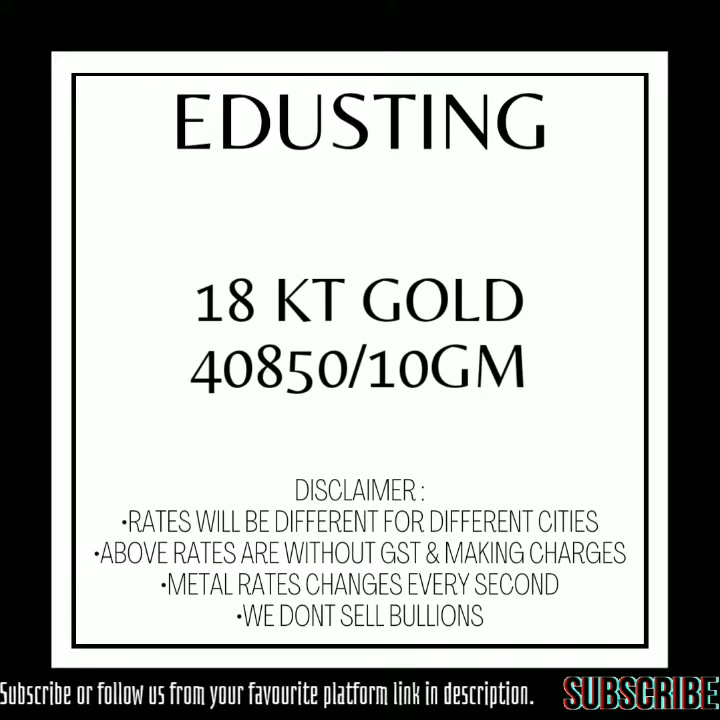 EDUSTING
18 KT GOLD
40850/10GM
DISCLAIMER :
•RATES WILL BE DIFFERENT FOR DIFFERENT CITIES
•ABOVE RATES ARE WITHOUT GST & MAKING CHARGES
•METAL RATES CHANGES EVERY SECOND
•WE DONT SELL BULLIONS
Subscribe or follow us from your favourite platform link in description.
SUBSCRIBE